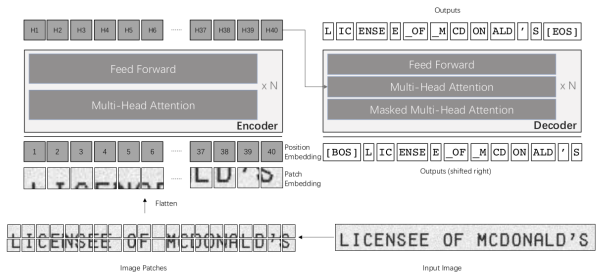 Outputs
H1 H2 H3 H4 H5 H6 ...... H37 H38 H39 H40
L IC ENSE E _OF _M CD ON ALD ' S [EOS]
Feed Forward
Multi-Head Attention
x N
Encoder
Feed Forward
Multi-Head Attention
Masked Multi-Head Attention
x N
Decoder
1 2 3 4 5 6 ...... 37 38 39 40
Position Embedding
[BOS] L IC ENSE E _OF _M CD ON ALD ' S
Outputs (shifted right)
Patch Embedding
Flatten
LICENSEE OF MCDONALD'S
LICENSEE OF MCDONALD'S
Image Patches
Input Image